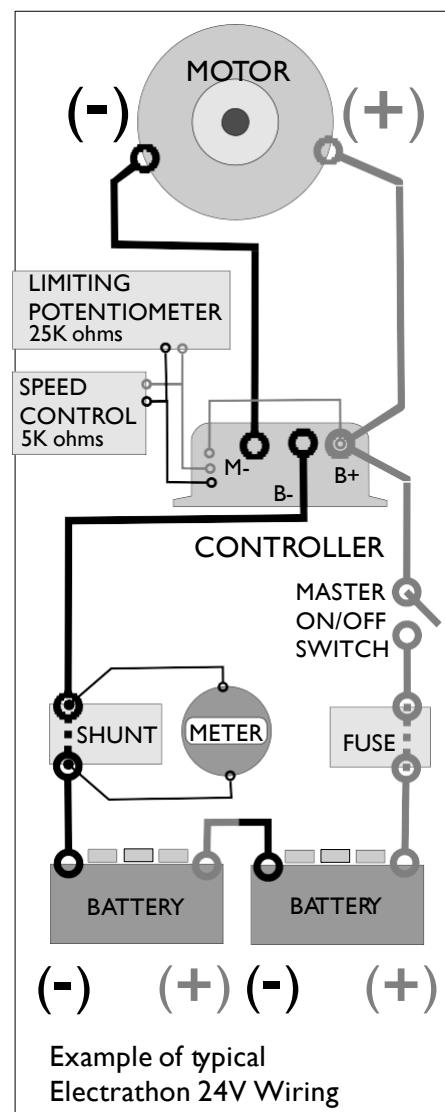 MOTOR
(-)
(+)
LIMITING
POTENTIOMETER
25K ohms
SPEED
CONTROL
5K ohms
M-
B-
B+
CONTROLLER
MASTER
ON/OFF
SWITCH
SHUNT
METER
FUSE
BATTERY
BATTERY
(-) (+) (-) (+)
Example of typical
Electrathon 24V Wiring